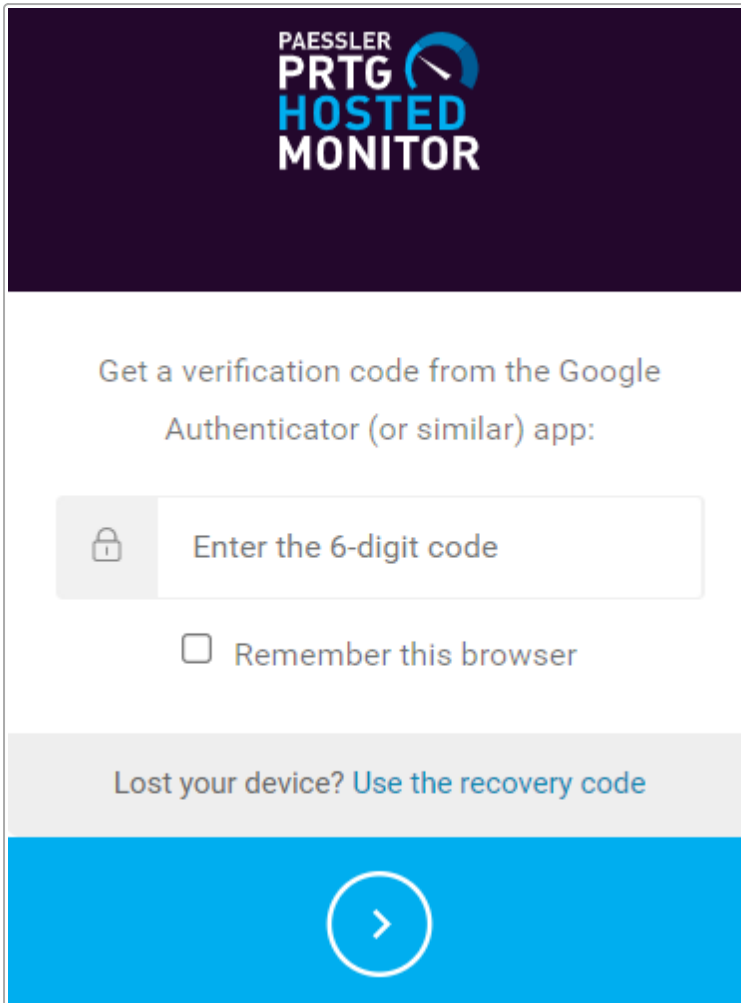 PAESSLER
PRTG
HOSTED
MONITOR
Get a verification code from the Google
Authenticator (or similar) app:
Enter the 6-digit code
Remember this browser
Lost your device? Use the recovery code